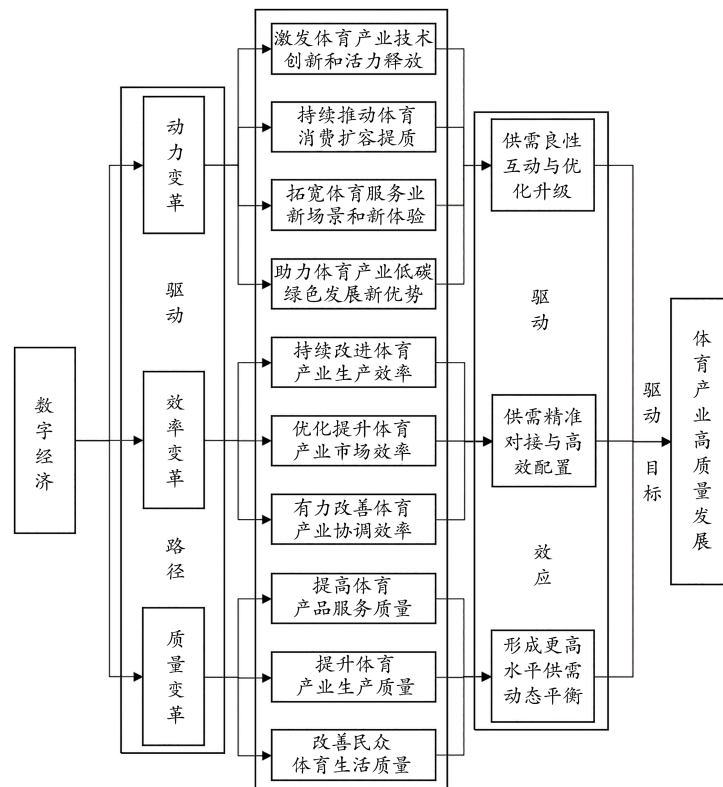 数字经济
动力变革
驱动
效率变革
路径
质量变革
激发体育产业技术
创新和活力释放
持续推动体育
消费扩容提质
拓宽体育服务业
新场景和新体验
助力体育产业低碳
绿色发展新优势
持续改进体育
产业生产效率
优化提升体育
产业市场效率
有力改善体育
产业协调效率
提高体育
产品服务质量
提升体育
产业生产质量
改善民众
体育生活质量
供需良性
互动与优
化升级
驱动
供需精准
对接与高
效配置
效应
形成更高
水平供需
动态平衡
驱动
目标
体育产业高质量发展